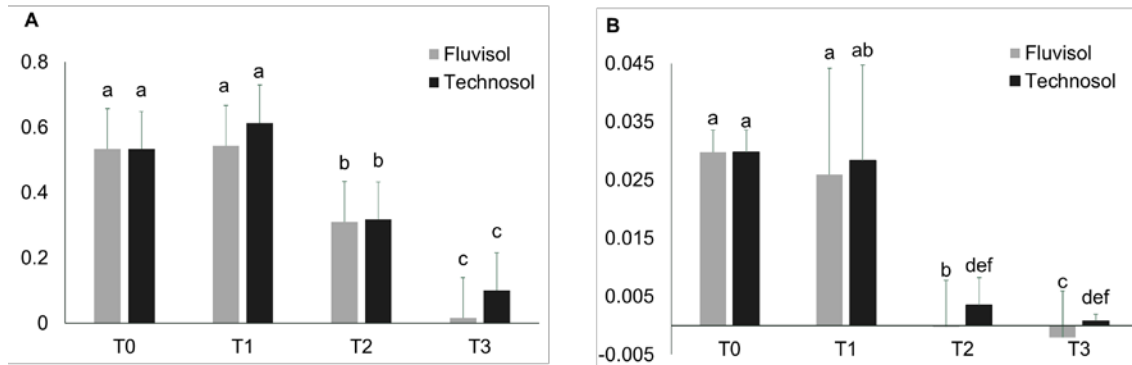 A
Fluvisol
Technosol
0.8
0.6
0.4
0.2
0
a a
a a
b b
c c
T0 T1 T2 T3
B
Fluvisol
Technosol
0.045
0.035
0.025
0.015
0.005
-0.005
a a
a ab
b def
c def
T0 T1 T2 T3